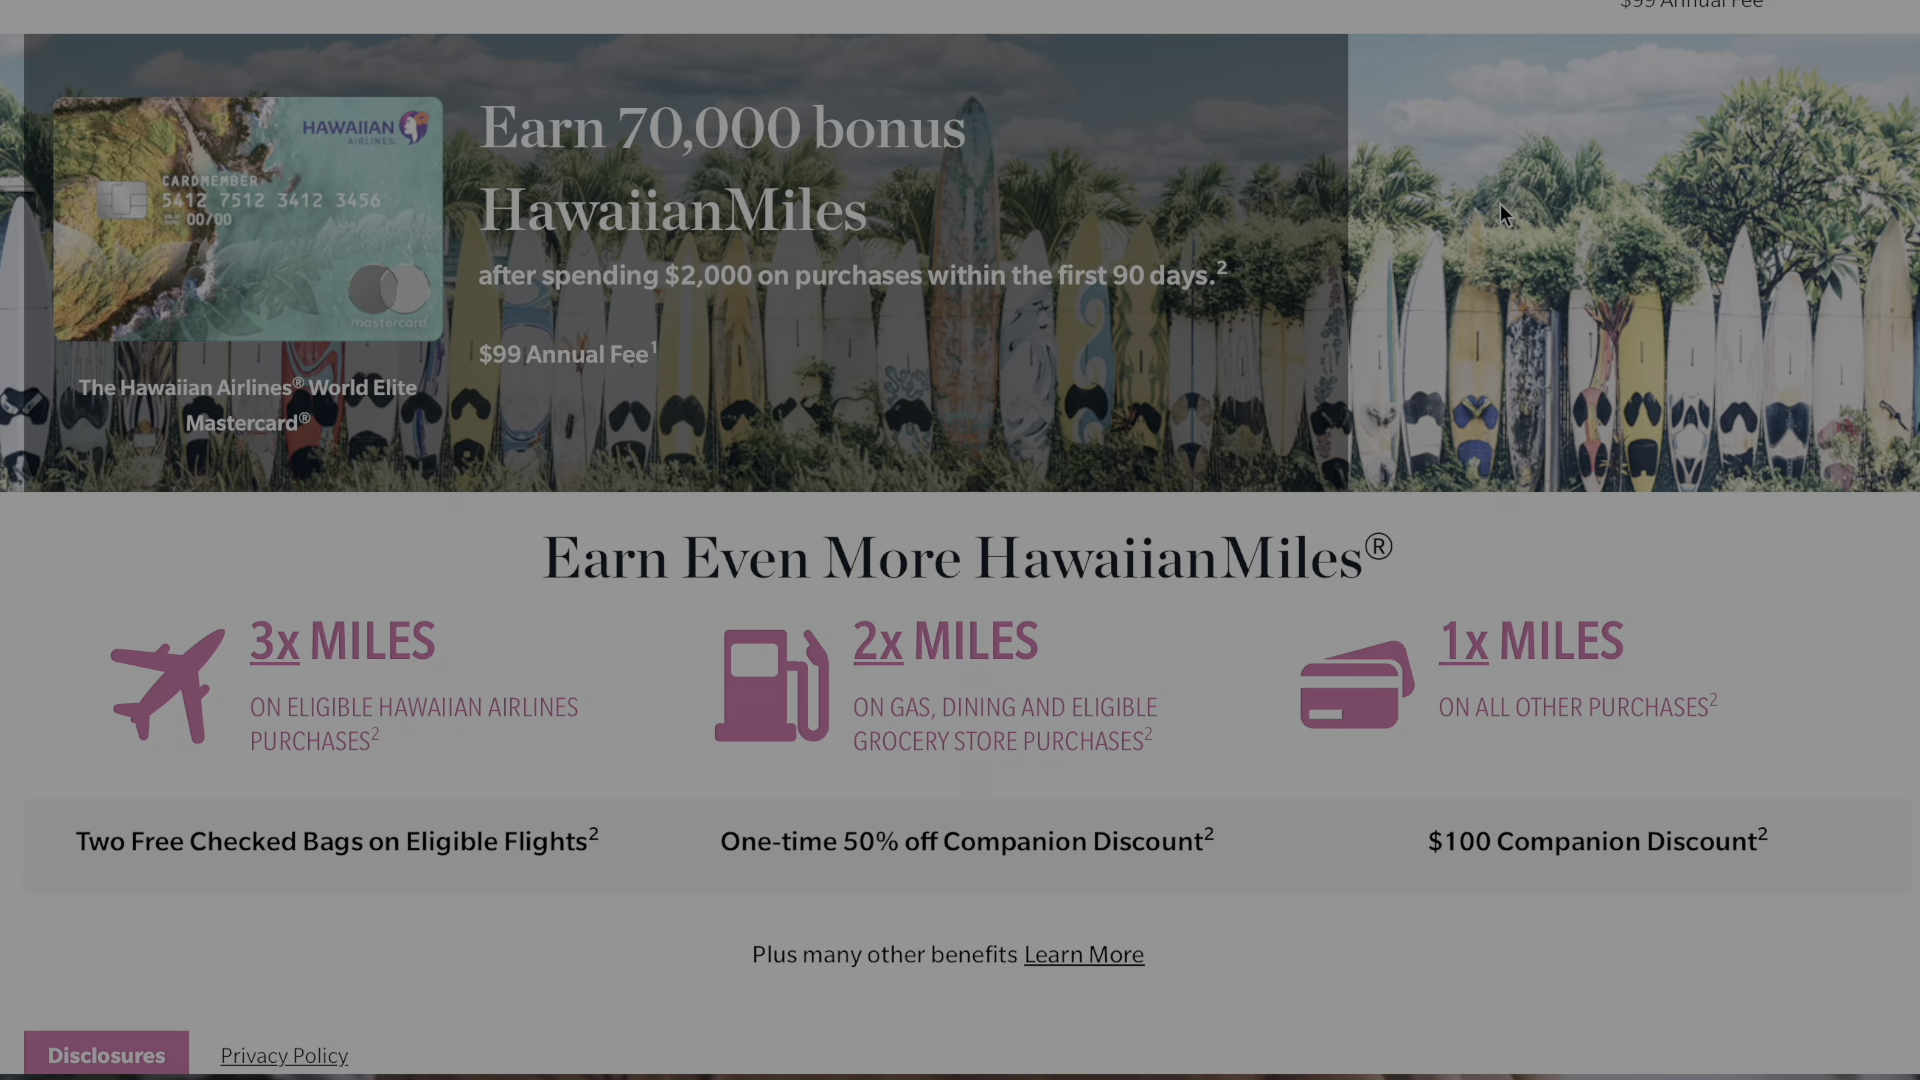 $99 Annual Fee
HAWAIIAN
AIRLINES
CARDMEMBER
5412 7512 3412 3456
00/00
mastercard
The Hawaiian Airlines® World Elite
Mastercard®
Earn 70,000 bonus
HawaiianMiles
after spending $2,000 on purchases within the first 90 days.2
$99 Annual Fee1
Earn Even More HawaiianMiles®
3x MILES
ON ELIGIBLE HAWAIIAN AIRLINES
PURCHASES2
2x MILES
ON GAS, DINING AND ELIGIBLE
GROCERY STORE PURCHASES2
1x MILES
ON ALL OTHER PURCHASES2
Two Free Checked Bags on Eligible Flights2
One-time 50% off Companion Discount2
$100 Companion Discount2
Plus many other benefits Learn More
Disclosures
Privacy Policy